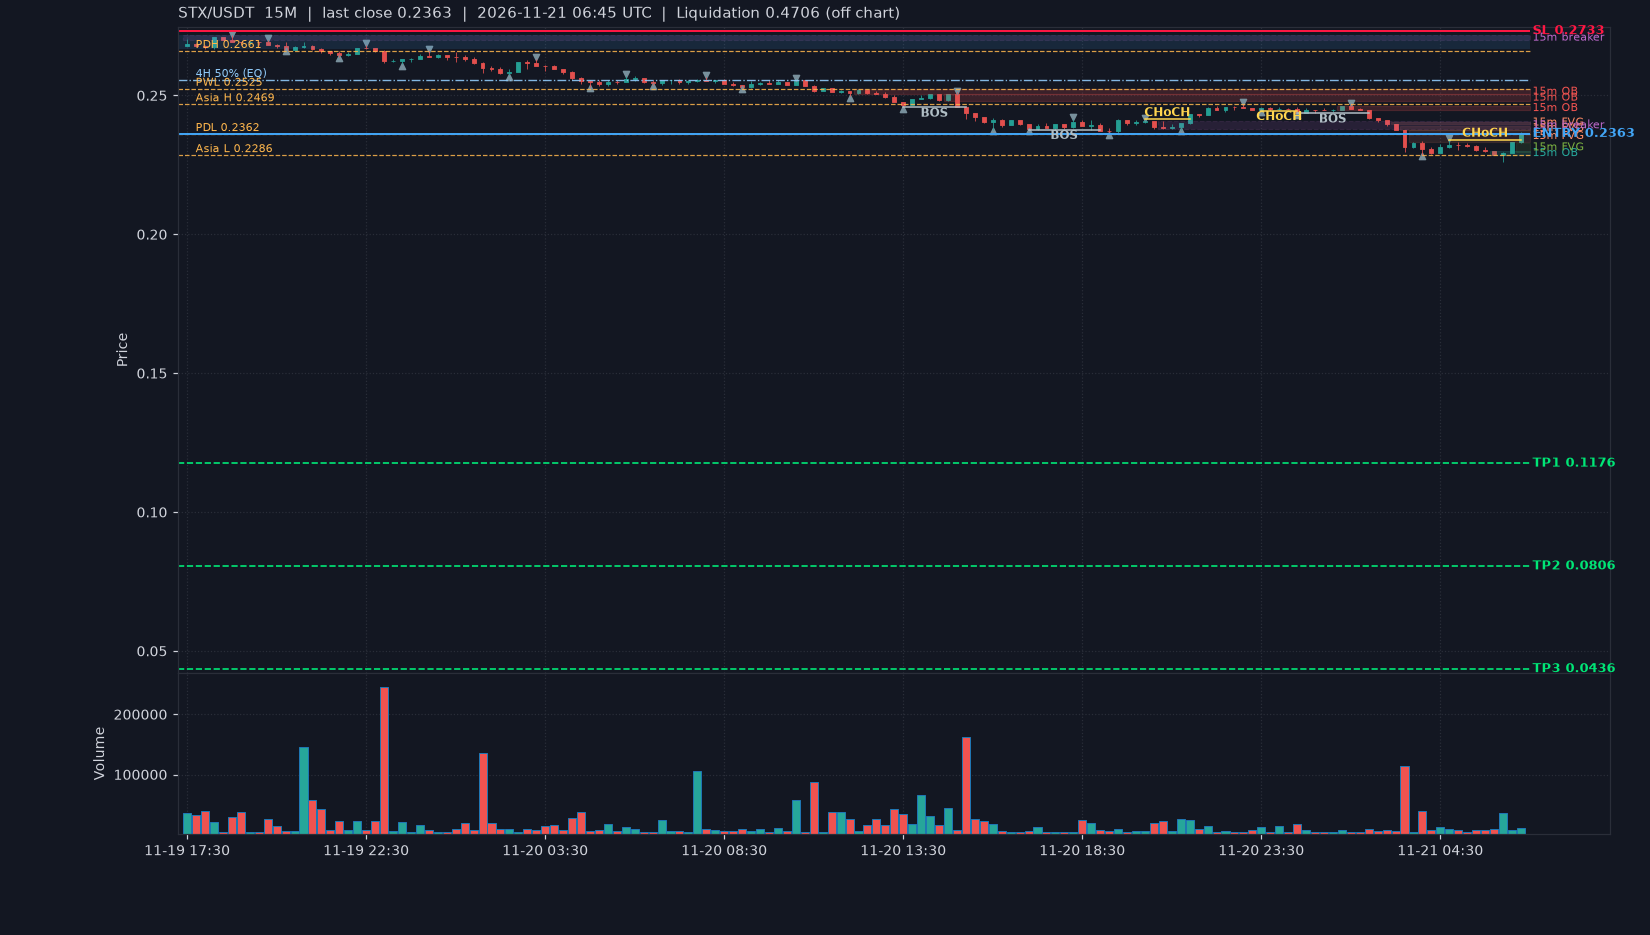 STX/USDT 15M | last close 0.2363 | 2026-11-21 06:45 UTC | Liquidation 0.4706 (off chart)
SL 0.2733
15m breaker
PDH 0.2661
4H 50% (EQ)
PWL 0.2525
15m OB
15m OB
Asia H 0.2469
15m OB
BOS
BOS
CHoCH
CHoCH
BOS
CHoCH
15m FVG
PDL 0.2362
ENTRY 0.2363
15m FVG
15m FVG
Asia L 0.2286
15m OB
0.25
0.20
0.15
0.10
0.05
Price
TP1 0.1176
TP2 0.0806
TP3 0.0436
200000
100000
Volume
11-19 17:30
11-19 22:30
11-20 03:30
11-20 08:30
11-20 13:30
11-20 18:30
11-20 23:30
11-21 04:30